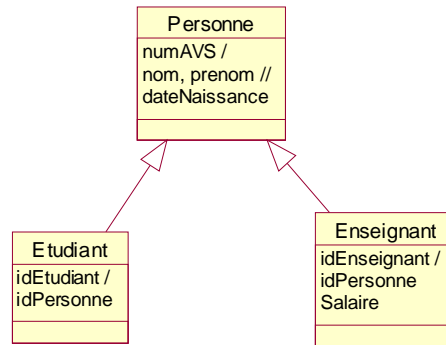 Personne
numAVS /
nom, prenom //
dateNaissance
Etudiant
idEtudiant /
idPersonne
Enseignant
idEnseignant /
idPersonne
Salaire